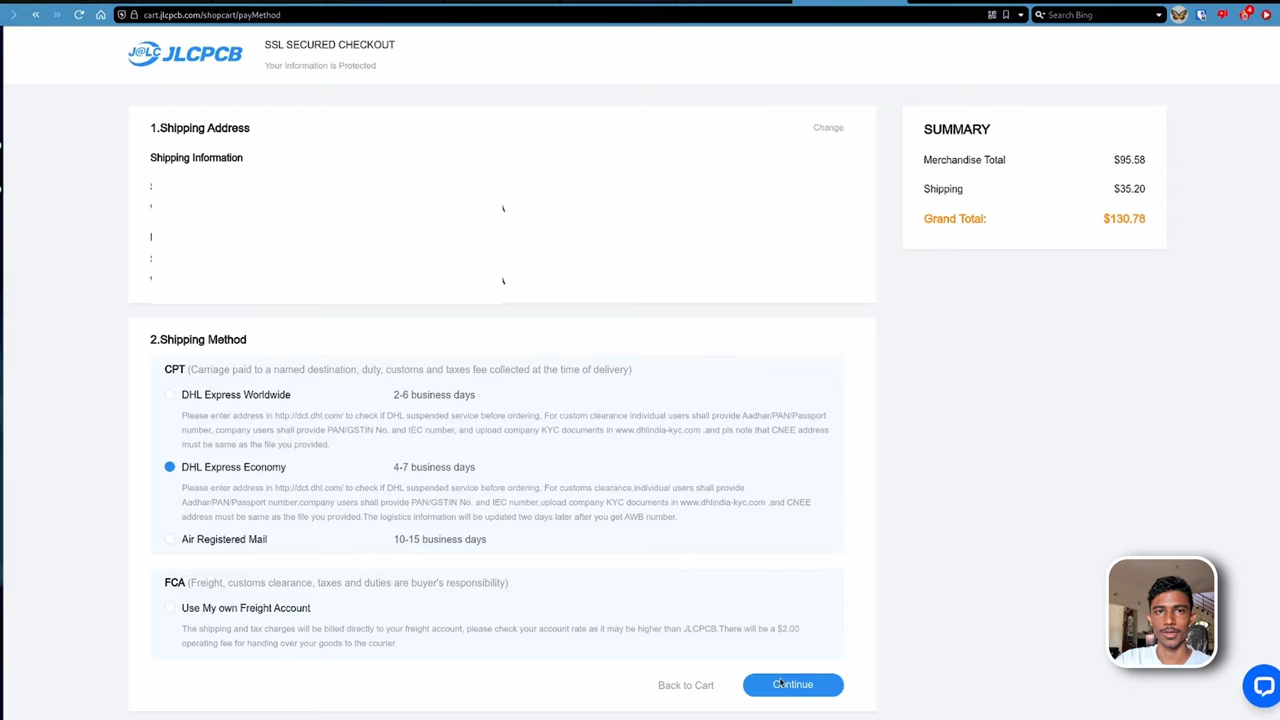 cart.jlcpcb.com/shopcart/payMethod
Search Bing
4
J@LC JLCPCB
SSL SECURED CHECKOUT
Your Information is Protected
1.Shipping Address
Change
Shipping Information
SUMMARY
Merchandise Total $95.58
Shipping $35.20
Grand Total: $130.78
2.Shipping Method
CPT (Carriage paid to a named destination, duty, customs and taxes fee collected at the time of delivery)
DHL Express Worldwide 2-6 business days
Please enter address in http://dct.dhl.com/ to check if DHL suspended service before ordering, For custom clearance individual users shall provide Aadhar/PAN/Passport
number, company users shall provide PAN/GSTIN No. and IEC number, and upload company KYC documents in www.dhlindia-kyc.com ,and pls note that CNEE address
must be same as the file you provided.
DHL Express Economy 4-7 business days
Please enter address in http://dct.dhl.com/ to check if DHL suspended service before ordering. For customs clearance,individual users shall provide
Aadhar/PAN/Passport number,company users shall provide PAN/GSTIN No. and IEC number,upload company KYC documents in www.dhlindia-kyc.com ,and CNEE
address must be same as the file you provided.The logistics information will be updated two days later after you get AWB number.
Air Registered Mail 10-15 business days
FCA (Freight, customs clearance, taxes and duties are buyer's responsibility)
Use My own Freight Account
The shipping and tax charges will be billed directly to your freight account, please check your account rate as it may be higher than JLCPCB.There will be a $2.00
operating fee for handing over your goods to the courier.
Back to Cart
Continue